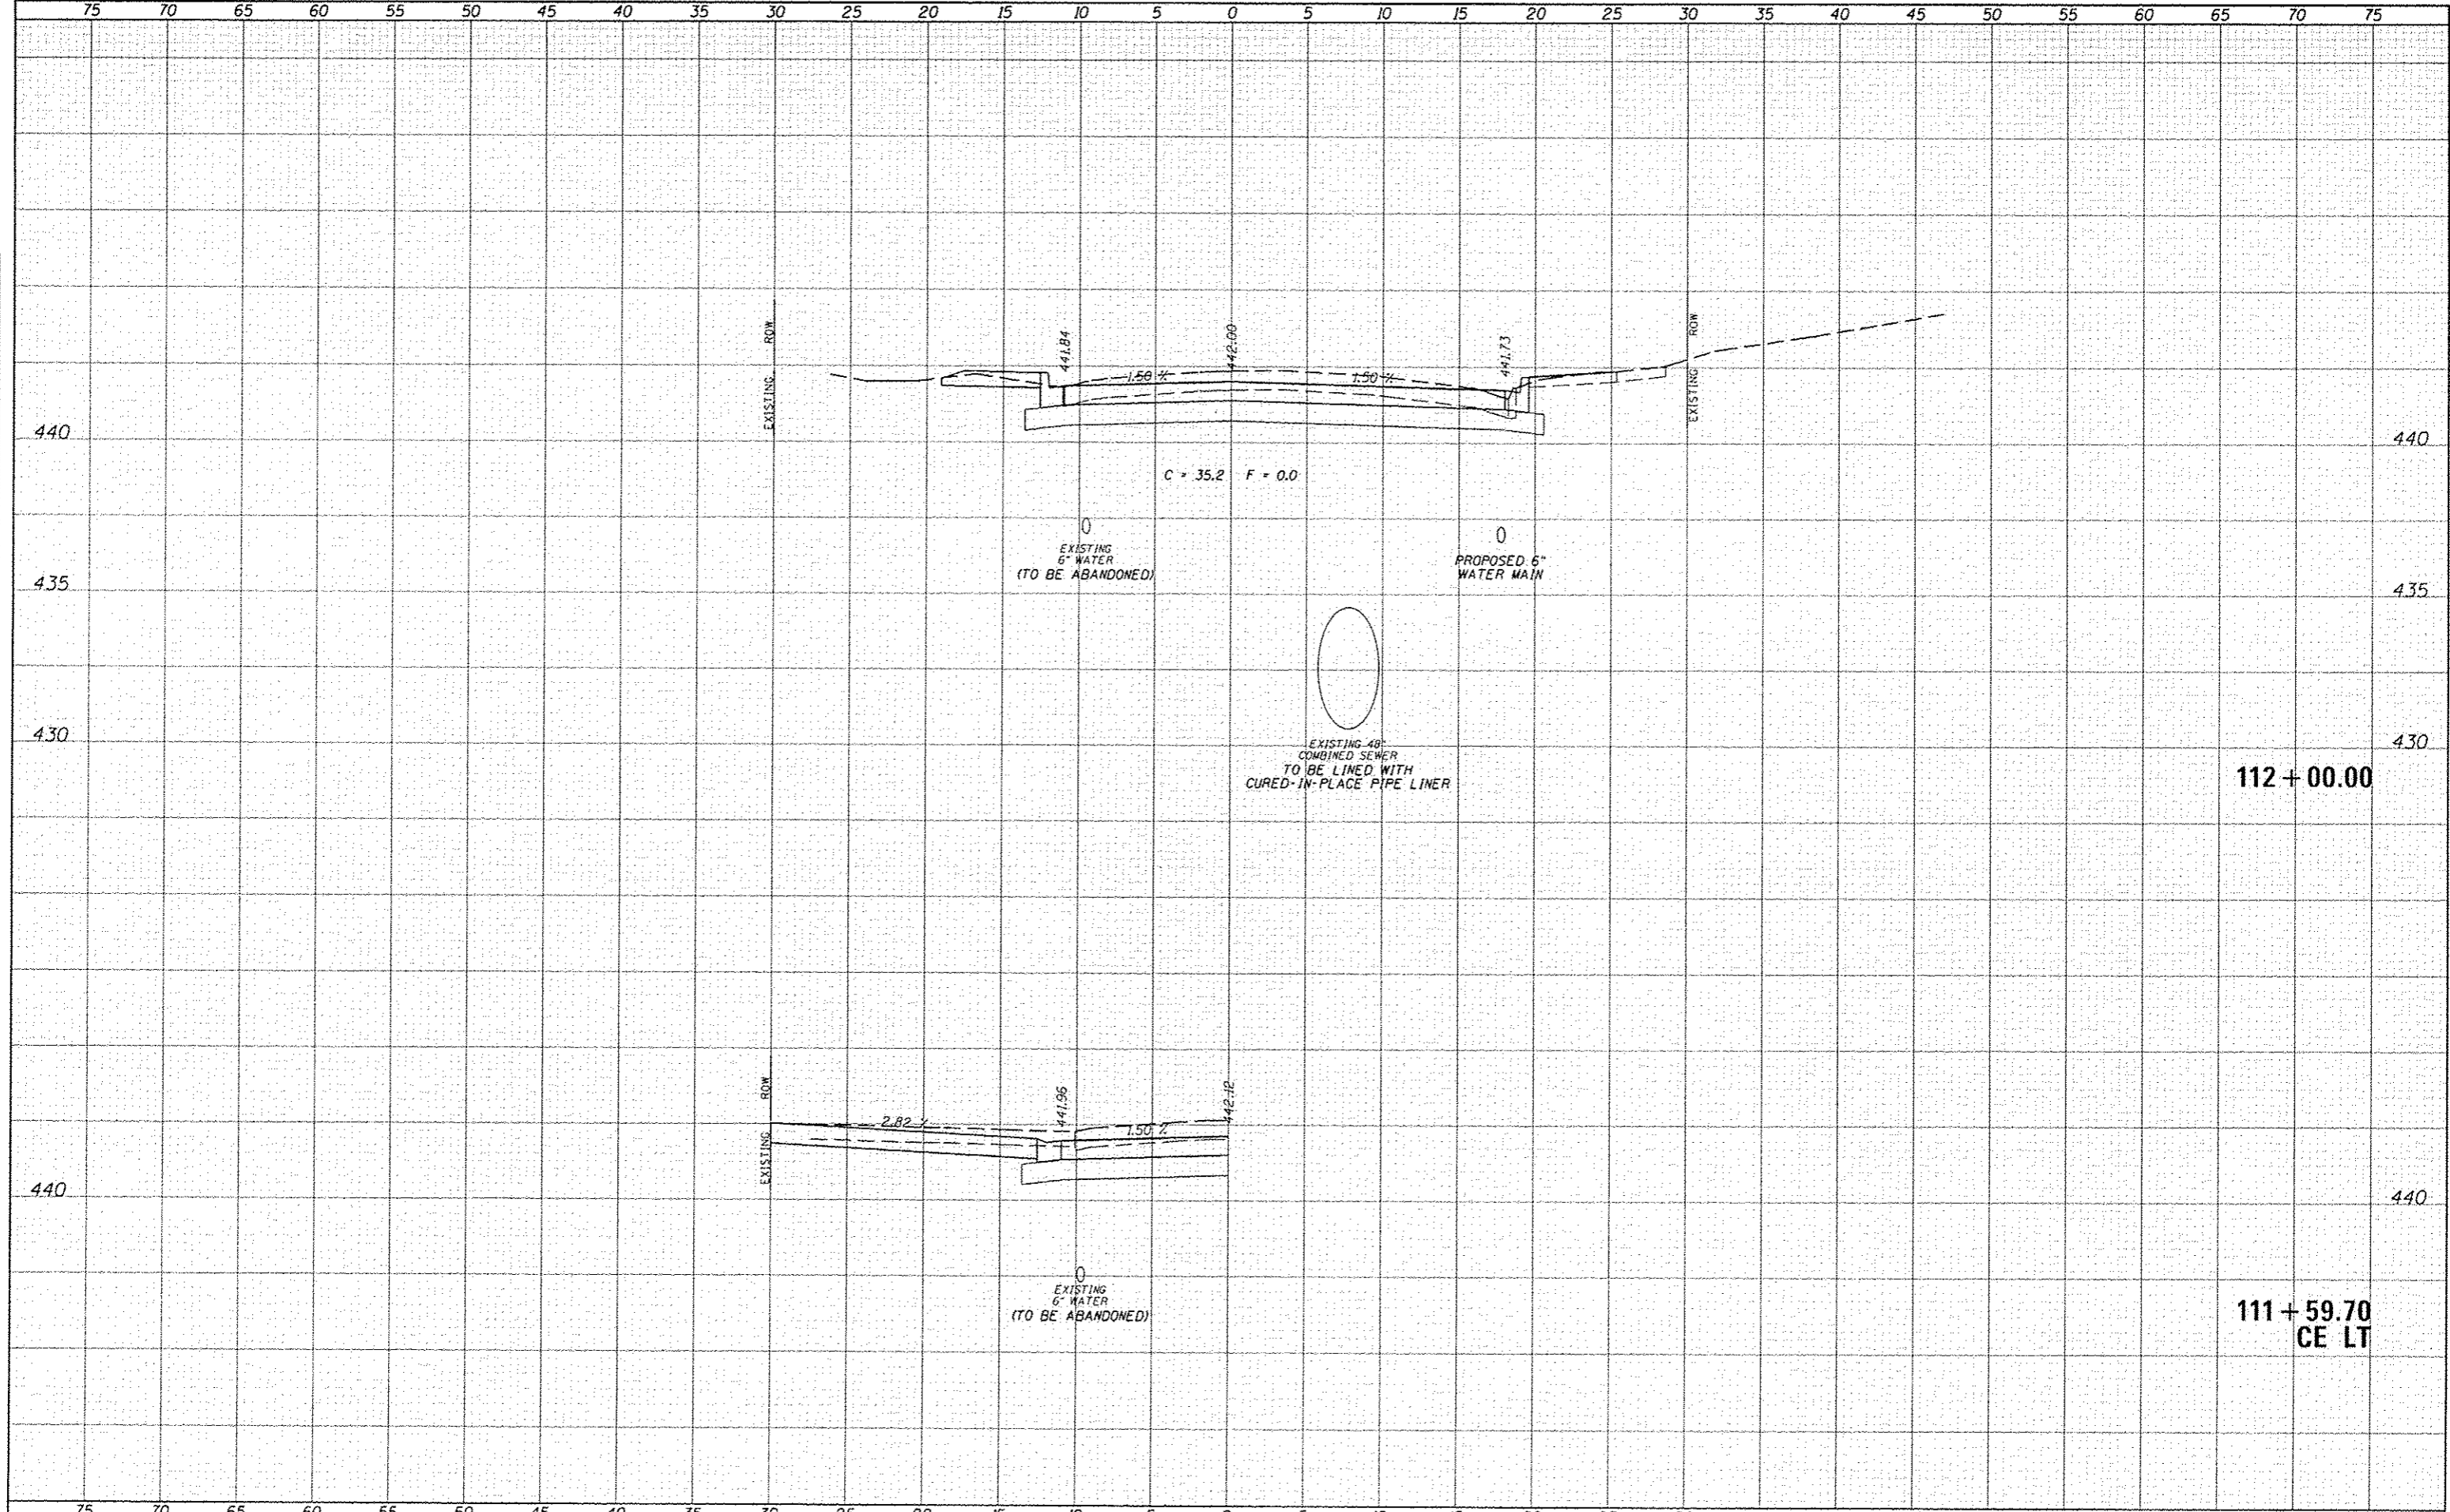 75 70 65 60 55 50 45 40 35 30 25 20 15 10 5 0 5 10 15 20 25 30 35 40 45 50 55 60 65 70 75
EXISTING ROW
441.84
442.00
441.73
EXISTING ROW
1.50 %
1.50 %
440
440
C = 35.2 F = 0.0
EXISTING
6" WATER
(TO BE ABANDONED)
PROPOSED 6"
WATER MAIN
435
435
430
430
EXISTING 48"
COMBINED SEWER
TO BE LINED WITH
CURED-IN-PLACE PIPE LINER
112 + 00.00
EXISTING ROW
441.96
442.12
2.82 %
1.50 %
440
440
EXISTING
6" WATER
(TO BE ABANDONED)
111 + 59.70
CE LT